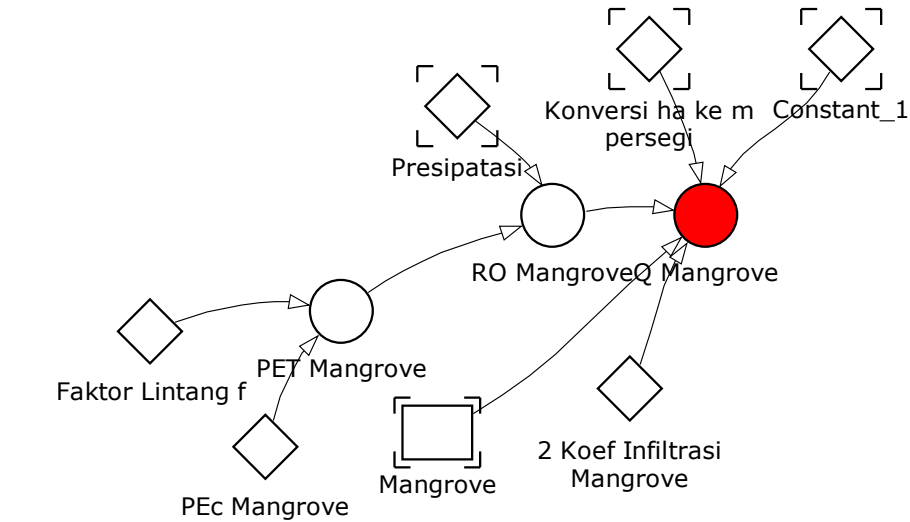 Konversi ha ke m
persegi
Constant_1
Presipatasi
RO Mangrove
Q Mangrove
PET Mangrove
Faktor Lintang f
2 Koef Infiltrasi
Mangrove
Mangrove
PEc Mangrove